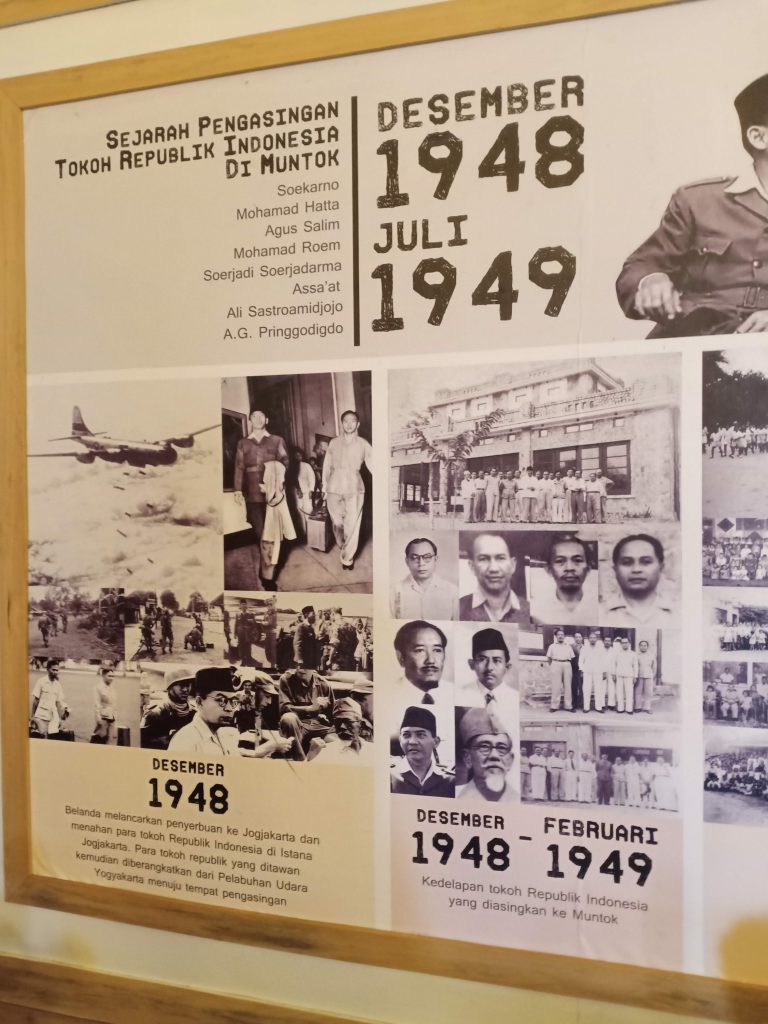 SEJARAH PENGASINGAN
TOKOH REPUBLIK INDONESIA
DI MUNTOK
Soekarno
Mohamad Hatta
Agus Salim
Mohamad Roem
Soerjadi Soerjadarma
Assa'at
Ali Sastroamidjojo
A.G. Pringgodigdo
DESEMBER
1948
JULI
1949
DESEMBER
1948
Belanda melancarkan penyerbuan ke Jogjakarta dan
menahan para tokoh Republik Indonesia di Istana
Jogjakarta. Para tokoh republik yang ditawan
kemudian diberangkatkan dari Pelabuhan Udara
Yogyakarta menuju tempat pengasingan
DESEMBER - FEBRUARI
1948 1949
Kedelapan tokoh Republik Indonesia
yang diasingkan ke Muntok